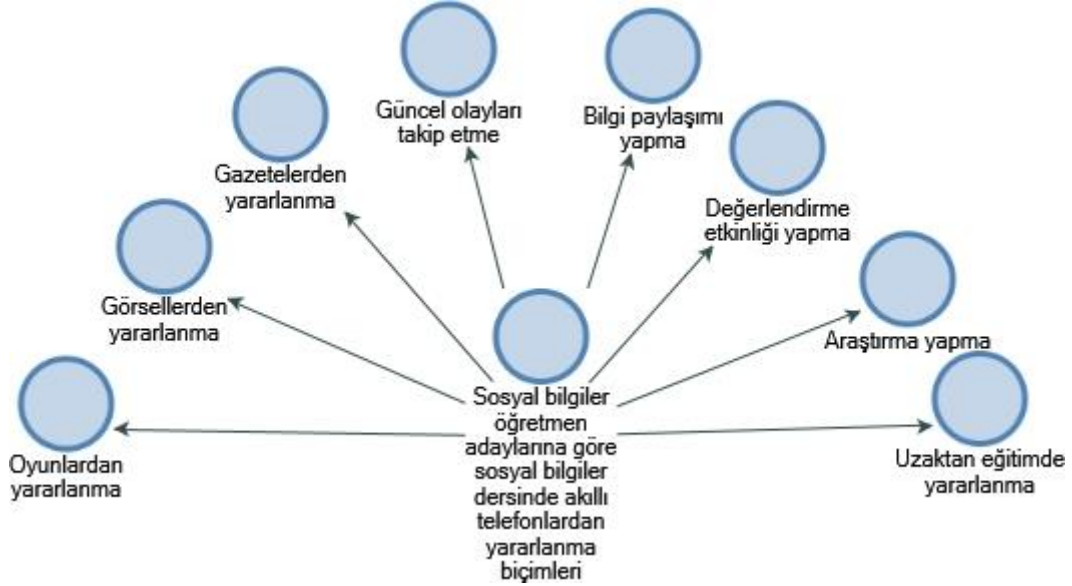 Güncel olayları
takip etme
Bilgi paylaşımı
yapma
Gazetelerden
yararlanma
Değerlendirme
etkinliği yapma
Görsellerden
yararlanma
Araştırma yapma
Oyunlardan
yararlanma
Uzaktan eğitimde
yararlanma
Sosyal bilgiler
öğretmen
adaylarına göre
sosyal bilgiler
dersinde akıllı
telefonlardan
yararlanma
biçimleri